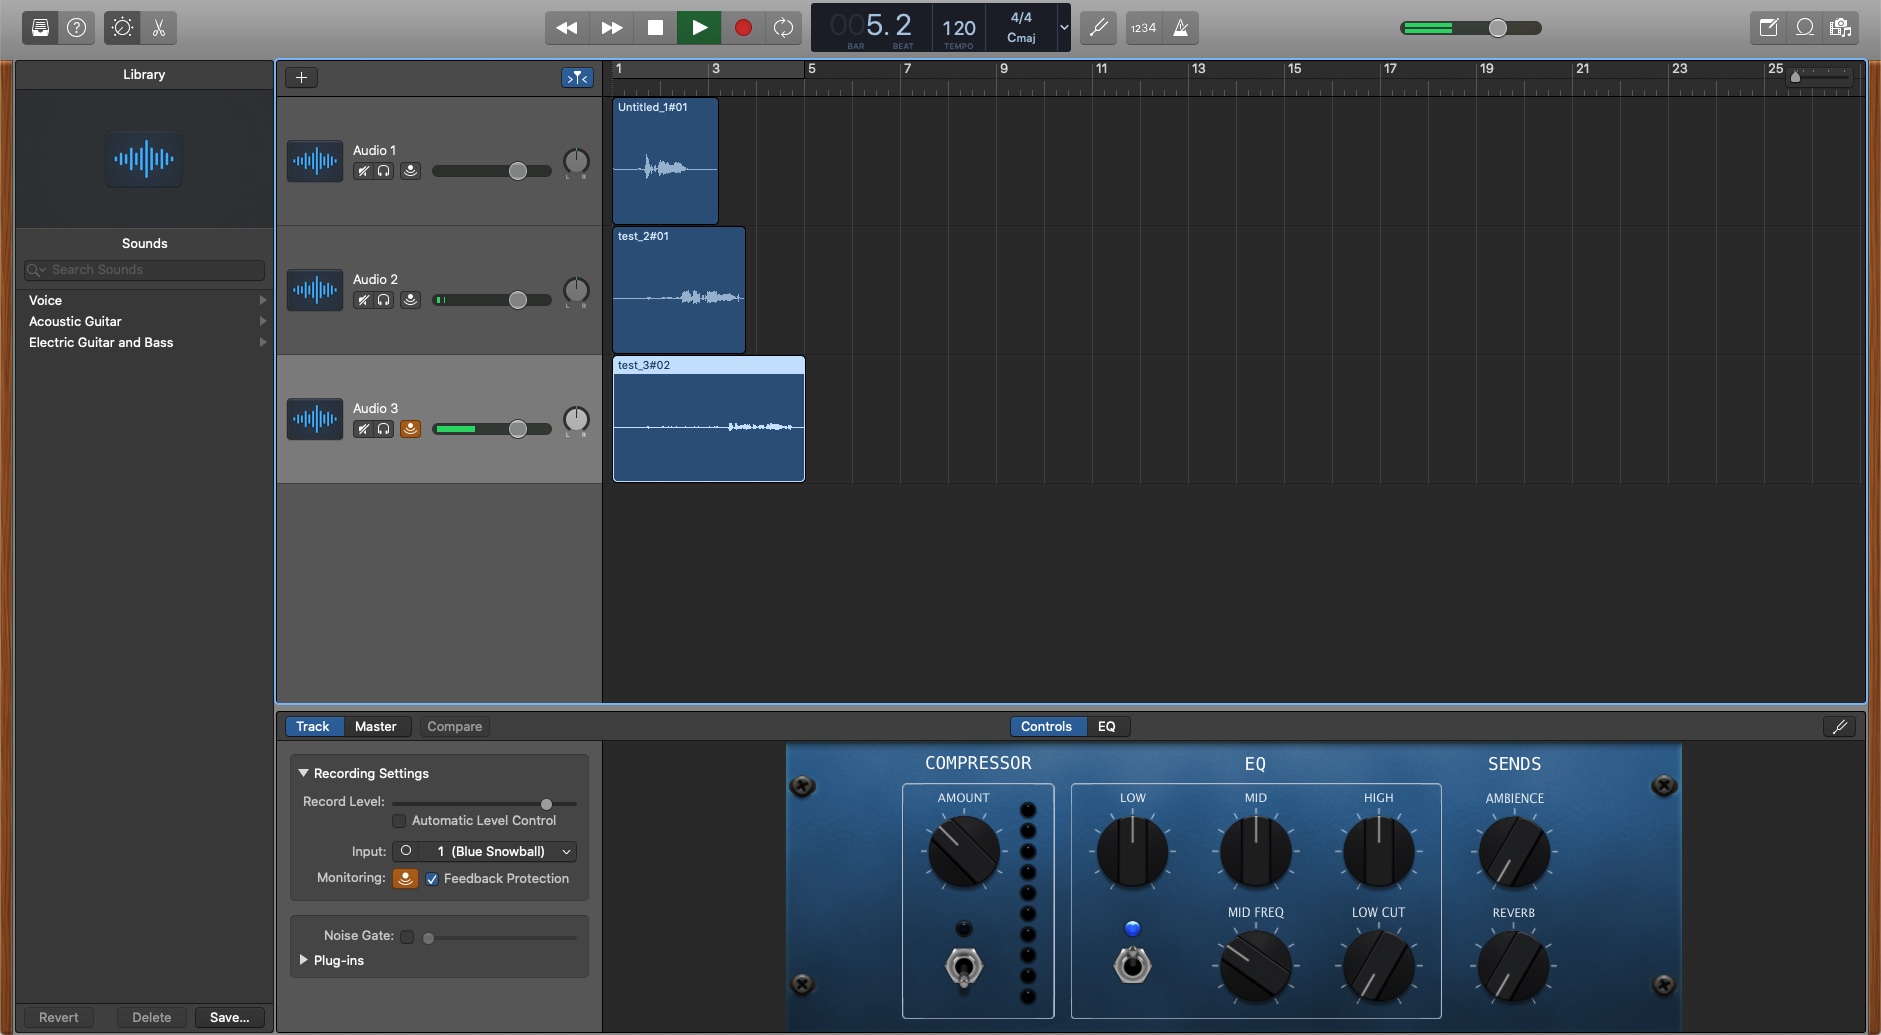 005. 2
BAR BEAT
120
TEMPO
4/4
Cmaj
1234
Library
1 3 5 7 9 11 13 15 17 19 21 23 25
Untitled_1#01
Audio 1
L R
Sounds
test_2#01
Search Sounds
Audio 2
L R
Voice
Acoustic Guitar
Electric Guitar and Bass
test_3#02
Audio 3
L R
Track Master Compare
Controls EQ
Recording Settings
Record Level:
Automatic Level Control
Input: 1 (Blue Snowball)
Monitoring: Feedback Protection
Noise Gate:
Plug-ins
COMPRESSOR EQ SENDS
AMOUNT LOW MID HIGH AMBIENCE
MID FREQ LOW CUT REVERB
Revert Delete Save...